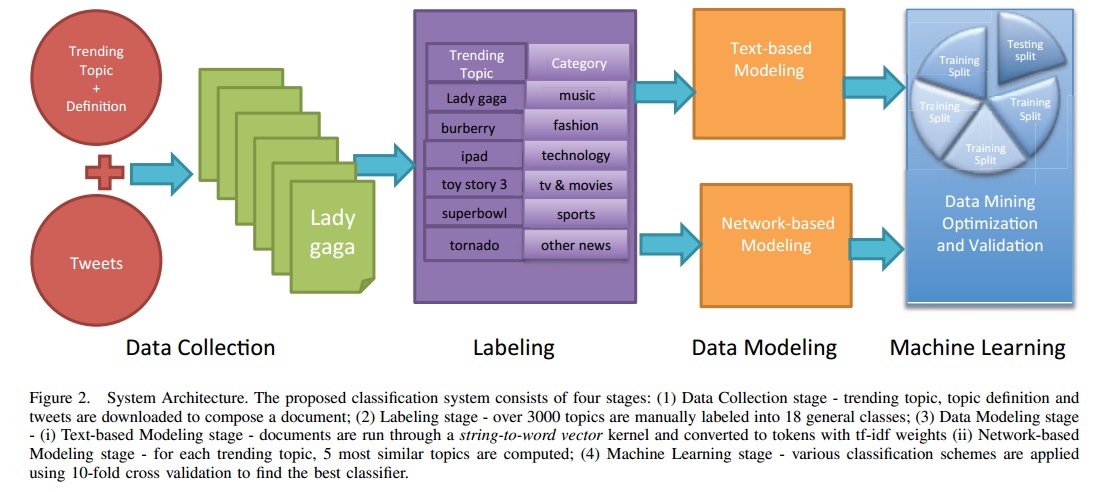 Trending
Topic
+
Definition
Tweets
Lady
gaga
Trending
Topic
Category
Lady gaga
music
burberry
fashion
ipad
technology
toy story 3
tv & movies
superbowl
sports
tornado
other news
Text-based
Modeling
Network-based
Modeling
Testing
split
Training
Split
Training
Split
Training
Split
Training
Split
Data Mining
Optimization
and Validation
Data Collection
Labeling
Data Modeling
Machine Learning
Figure 2. System Architecture. The proposed classification system consists of four stages: (1) Data Collection stage - trending topic, topic definition and
tweets are downloaded to compose a document; (2) Labeling stage - over 3000 topics are manually labeled into 18 general classes; (3) Data Modeling stage
- (i) Text-based Modeling stage - documents are run through a string-to-word vector kernel and converted to tokens with tf-idf weights (ii) Network-based
Modeling stage - for each trending topic, 5 most similar topics are computed; (4) Machine Learning stage - various classification schemes are applied
using 10-fold cross validation to find the best classifier.